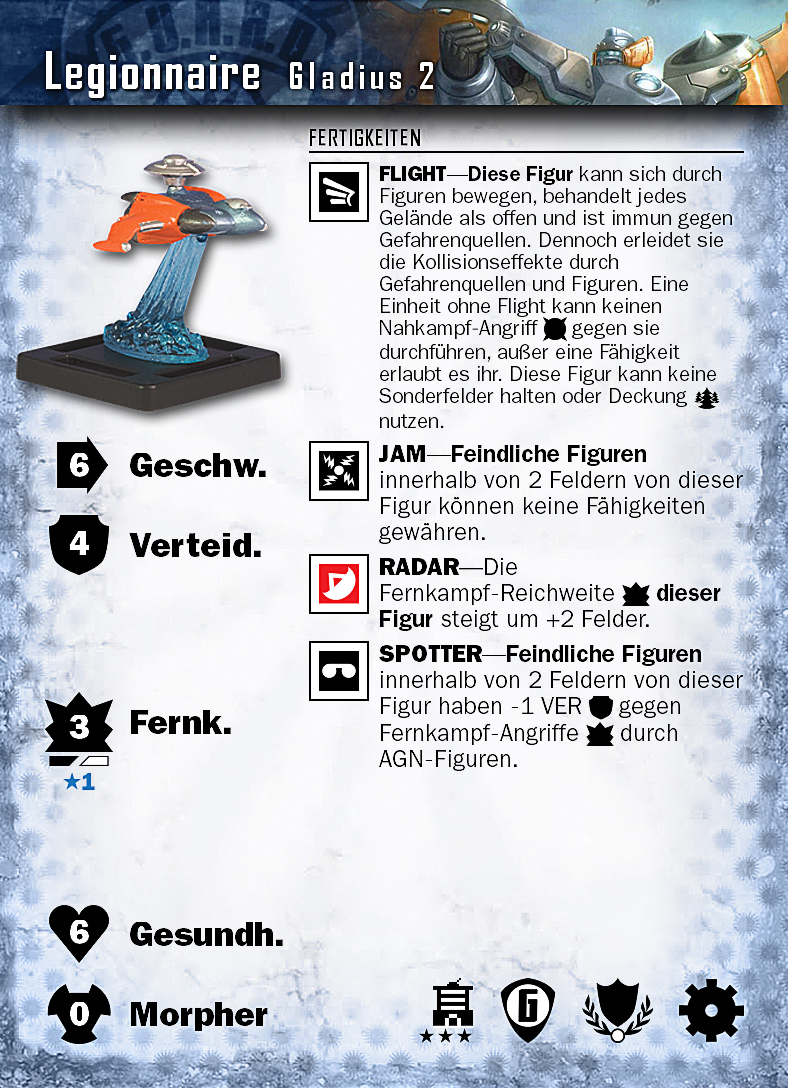 Legionnaire Gladius 2
FERTIGKEITEN
FLIGHT—Diese Figur kann sich durch
Figuren bewegen, behandelt jedes
Gelände als offen und ist immun gegen
Gefahrenquellen. Dennoch erleidet sie
die Kollisionseffekte durch
Gefahrenquellen und Figuren. Eine
Einheit ohne Flight kann keinen
Nahkampf-Angriff gegen sie
durchführen, außer eine Fähigkeit
erlaubt es ihr. Diese Figur kann keine
Sonderfelder halten oder Deckung
nutzen.
JAM—Feindliche Figuren
innerhalb von 2 Feldern von dieser
Figur können keine Fähigkeiten
gewähren.
RADAR—Die
Fernkampf-Reichweite dieser
Figur steigt um +2 Felder.
SPOTTER—Feindliche Figuren
innerhalb von 2 Feldern von dieser
Figur haben -1 VER gegen
Fernkampf-Angriffe durch
AGN-Figuren.
6 Geschw.
4 Verteid.
3 Fernk.
★1
6 Gesundh.
0 Morpher
★★★
G